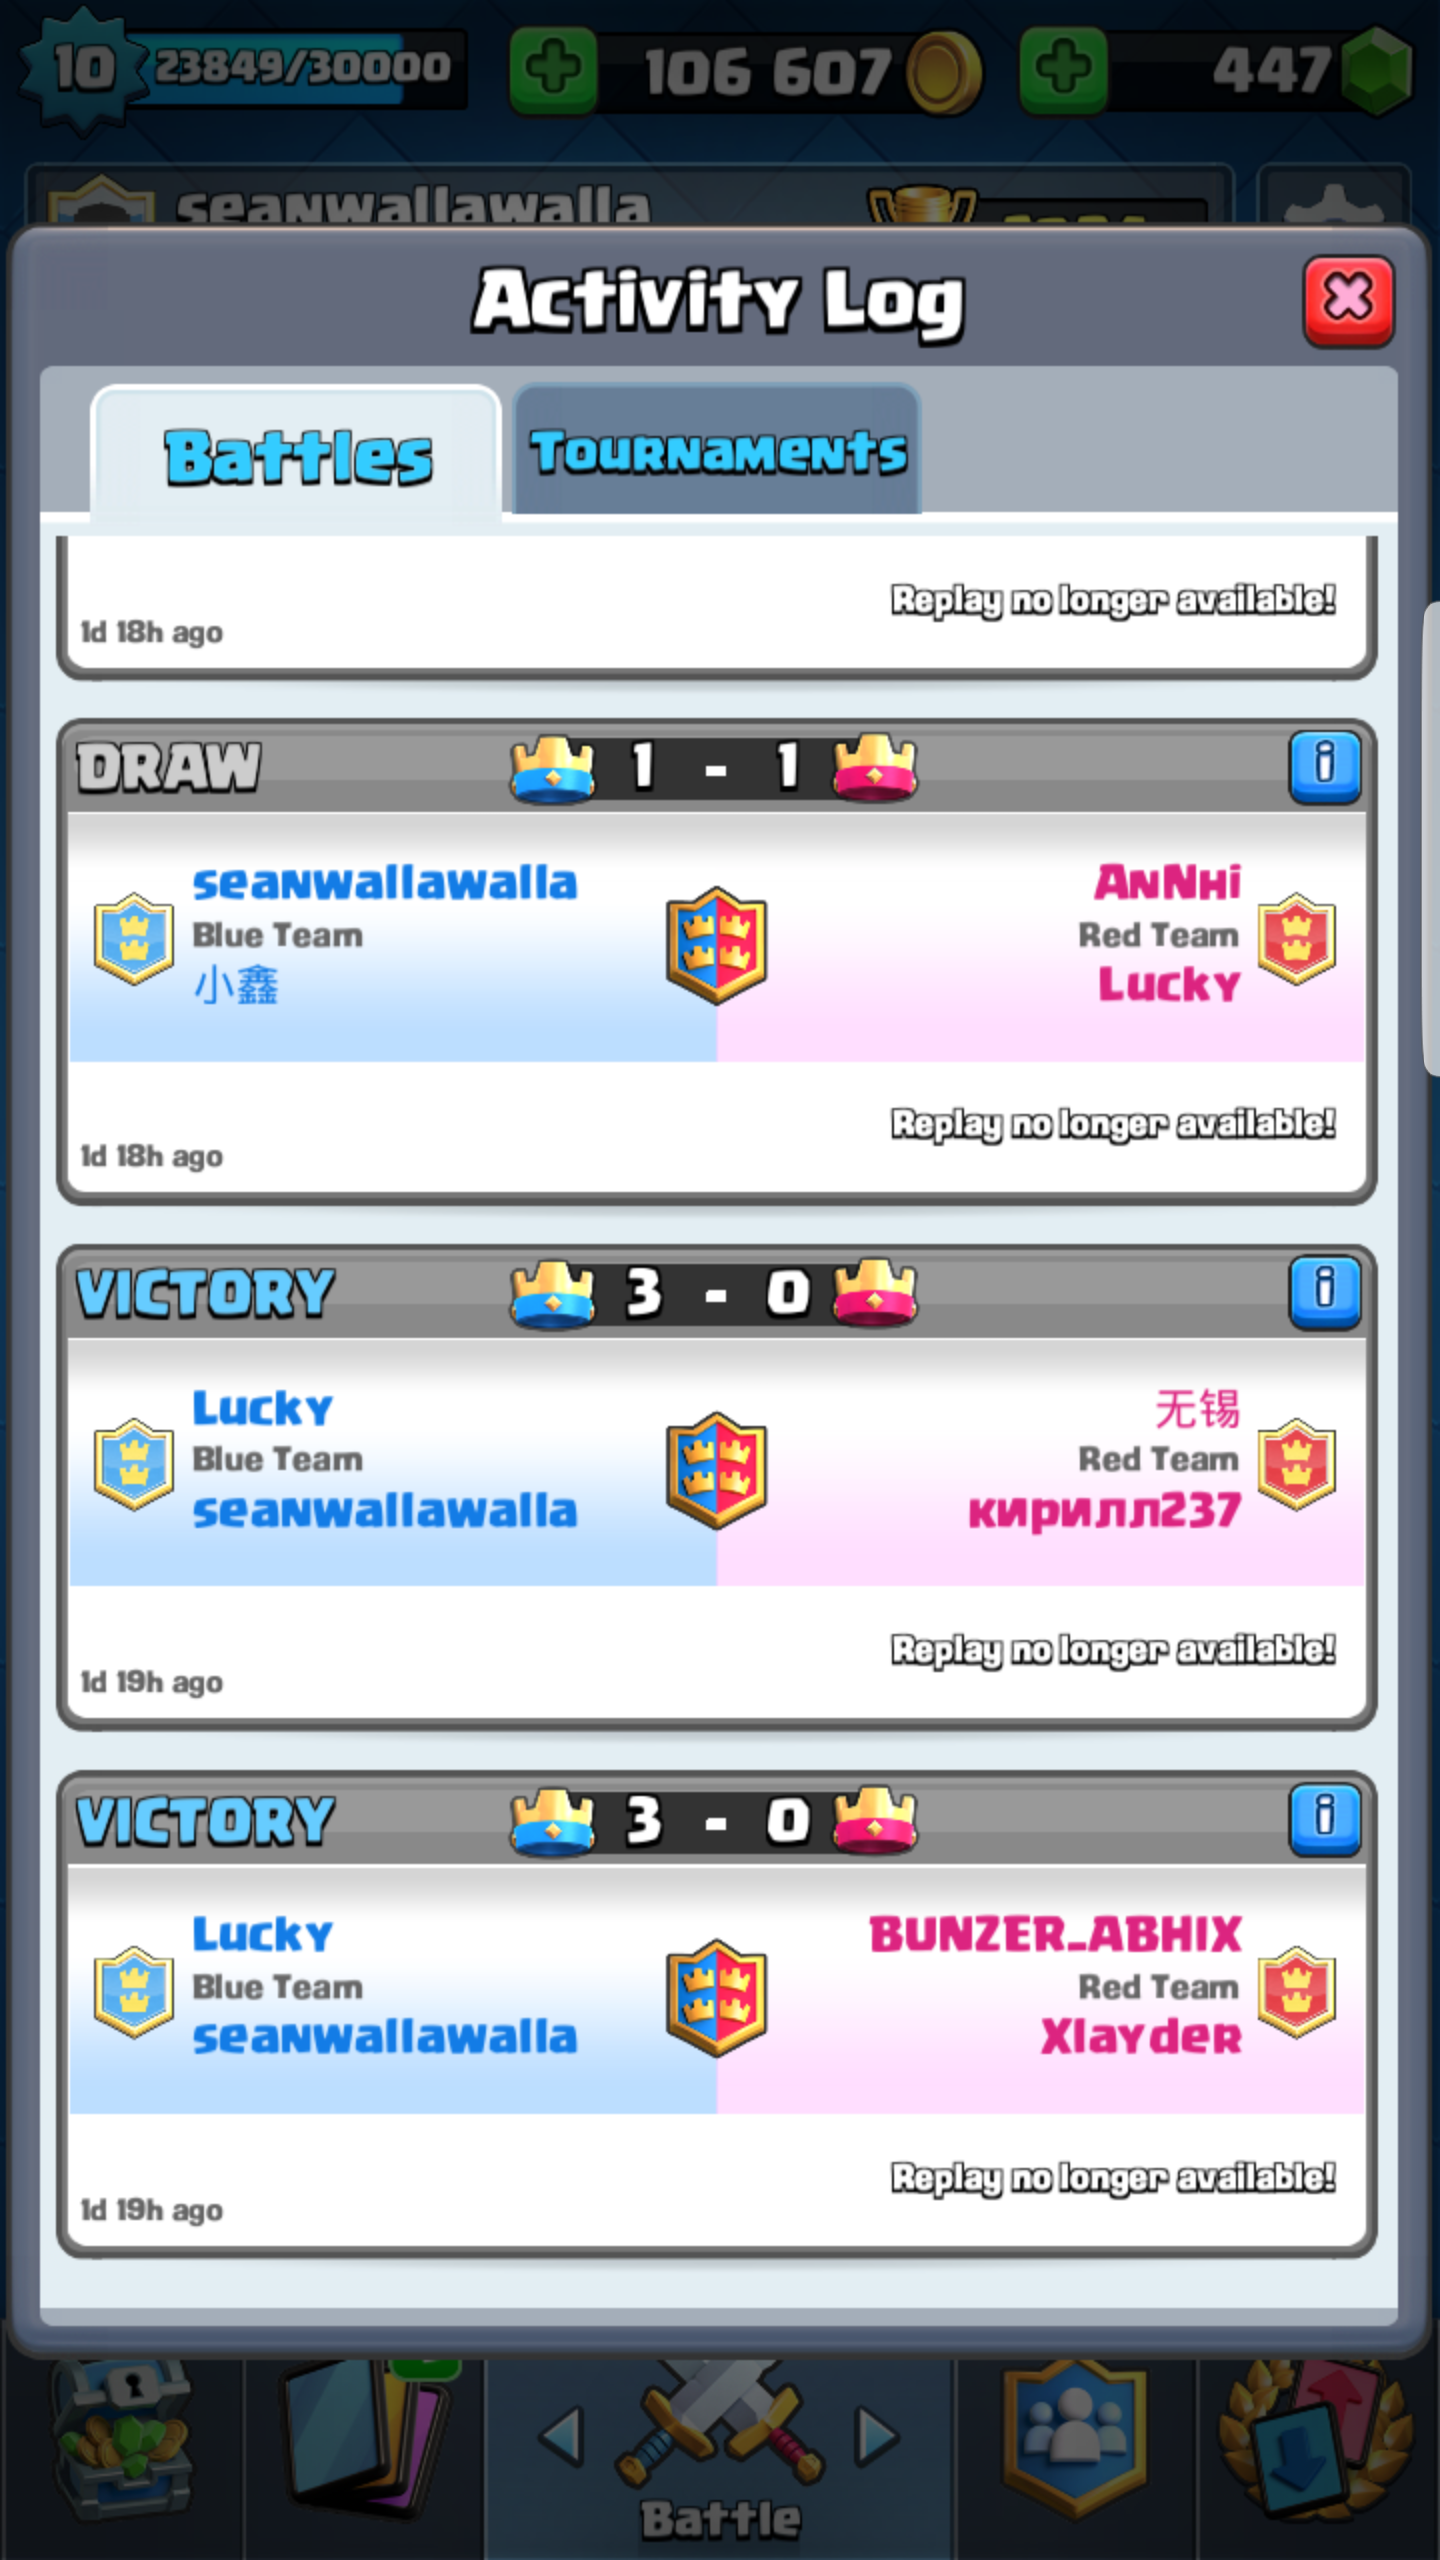 10 23849/30000 106 607 447
seanwallawalla
Activity Log
Battles Tournaments
Replay no longer available!
1d 18h ago
DRAW 1 - 1
seanwallawalla AnNhi
Blue Team Red Team
小鑫 Lucky
Replay no longer available!
1d 18h ago
VICTORY 3 - 0
Lucky 无锡
Blue Team Red Team
seanwallawalla кирилл237
Replay no longer available!
1d 19h ago
VICTORY 3 - 0
Lucky BUNZER_ABHIX
Blue Team Red Team
seanwallawalla Xlayder
Replay no longer available!
1d 19h ago
Battle